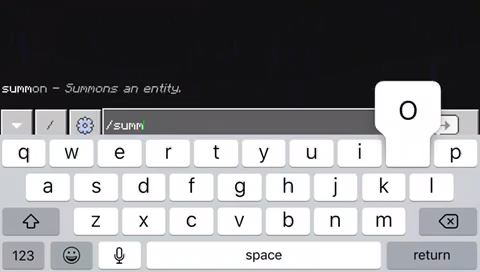 summon – Summons an entity.
/ /summ
O
q w e r t y u i p
a s d f g h j k l
z x c v b n m
123 space return